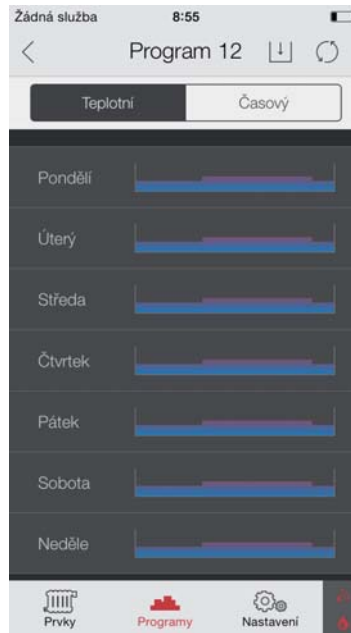 Žádná služba 8:55
Program 12
Teplotní Časový
Pondělí
Úterý
Středa
Čtvrtek
Pátek
Sobota
Neděle
Prvky Programy Nastavení